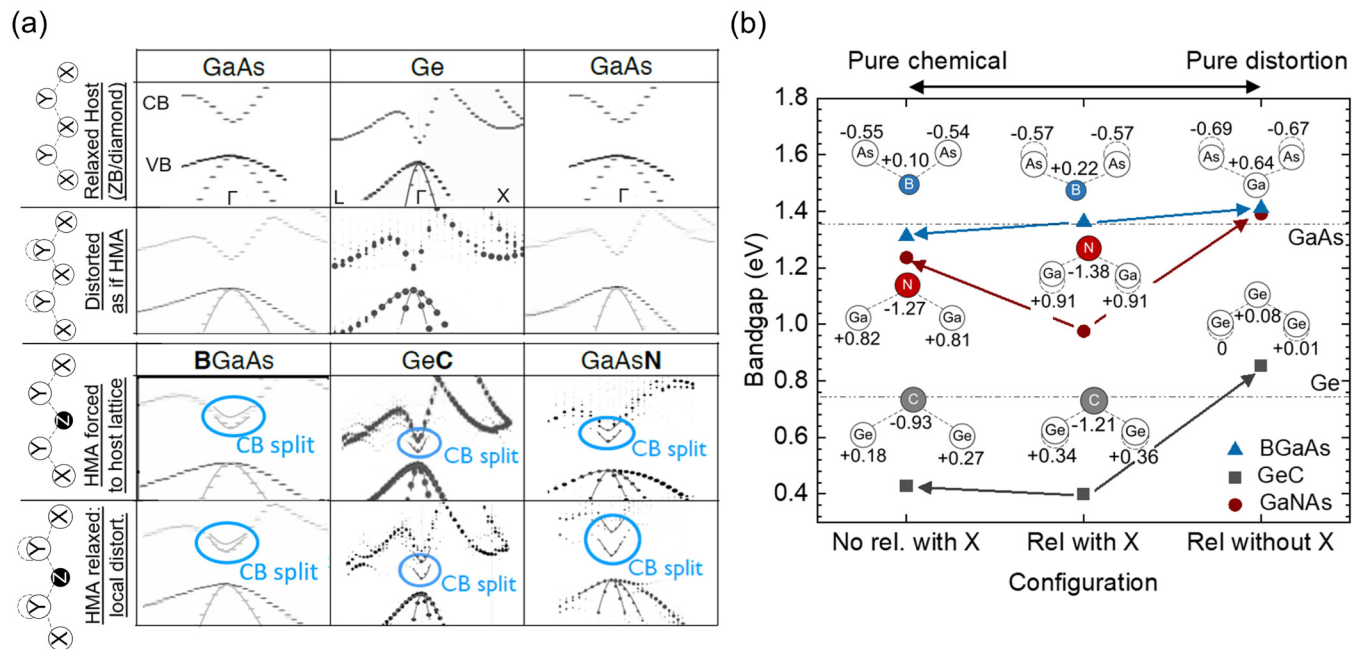 (a)
GaAs
Ge
GaAs
Relaxed Host
(ZB/diamond)
X
Y
X
Y
X
CB
VB
Γ
L
Γ
X
Γ
Distorted
as if HMA
X
Y
X
Y
X
BGaAs
GeC
GaAsN
HMA forced
to host lattice
X
Y
Z
Y
X
CB split
CB split
CB split
HMA relaxed:
local distort.
X
Y
Z
Y
X
CB split
CB split
CB split
(b)
Pure chemical
Pure distortion
Bandgap (eV)
1.8
1.6
1.4
1.2
1.0
0.8
0.6
0.4
-0.55
-0.54
As
As
+0.10
B
-0.57
-0.57
As
As
+0.22
B
-0.69
-0.67
As
As
+0.64
Ga
GaAs
N
-1.27
Ga
Ga
+0.82
+0.81
N
-1.38
Ga
Ga
+0.91
+0.91
Ge
+0.08
Ge
Ge
0
+0.01
Ge
C
-0.93
Ge
Ge
+0.18
+0.27
C
-1.21
Ge
Ge
+0.34
+0.36
BGaAs
GeC
GaNAs
No rel. with X
Rel with X
Rel without X
Configuration